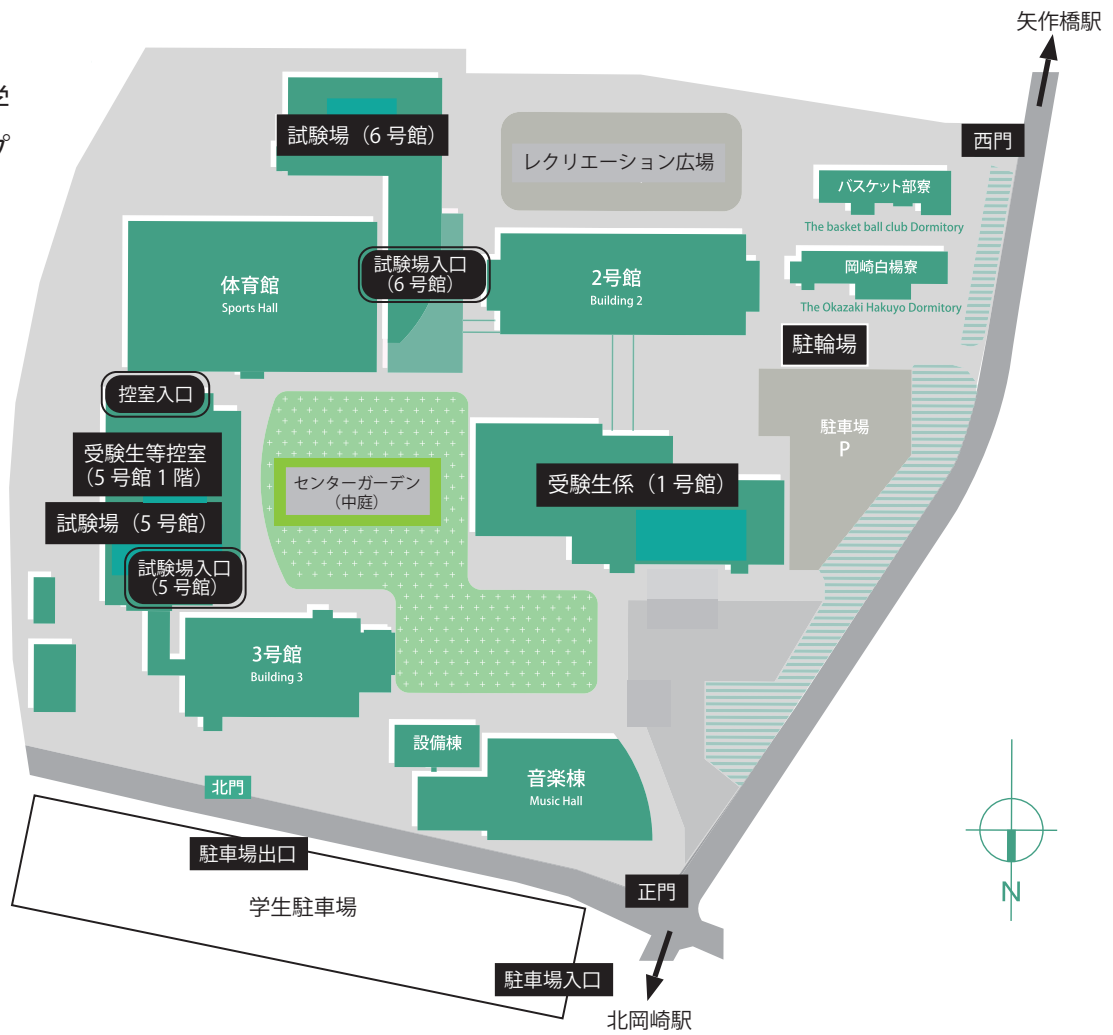 矢作橋駅
学
プ
試験場（6 号館）
西門
レクリエーション広場
バスケット部寮
The basket ball club Dormitory
試験場入口
（6 号館）
体育館
Sports Hall
2号館
Building 2
岡崎白楊寮
The Okazaki Hakuyo Dormitory
駐輪場
控室入口
駐車場
P
受験生等控室
（5 号館 1 階）
センターガーデン
（中庭）
受験生係（1 号館）
試験場（5 号館）
試験場入口
（5 号館）
3号館
Building 3
設備棟
音楽棟
Music Hall
北門
駐車場出口
学生駐車場
正門
N
駐車場入口
北岡崎駅